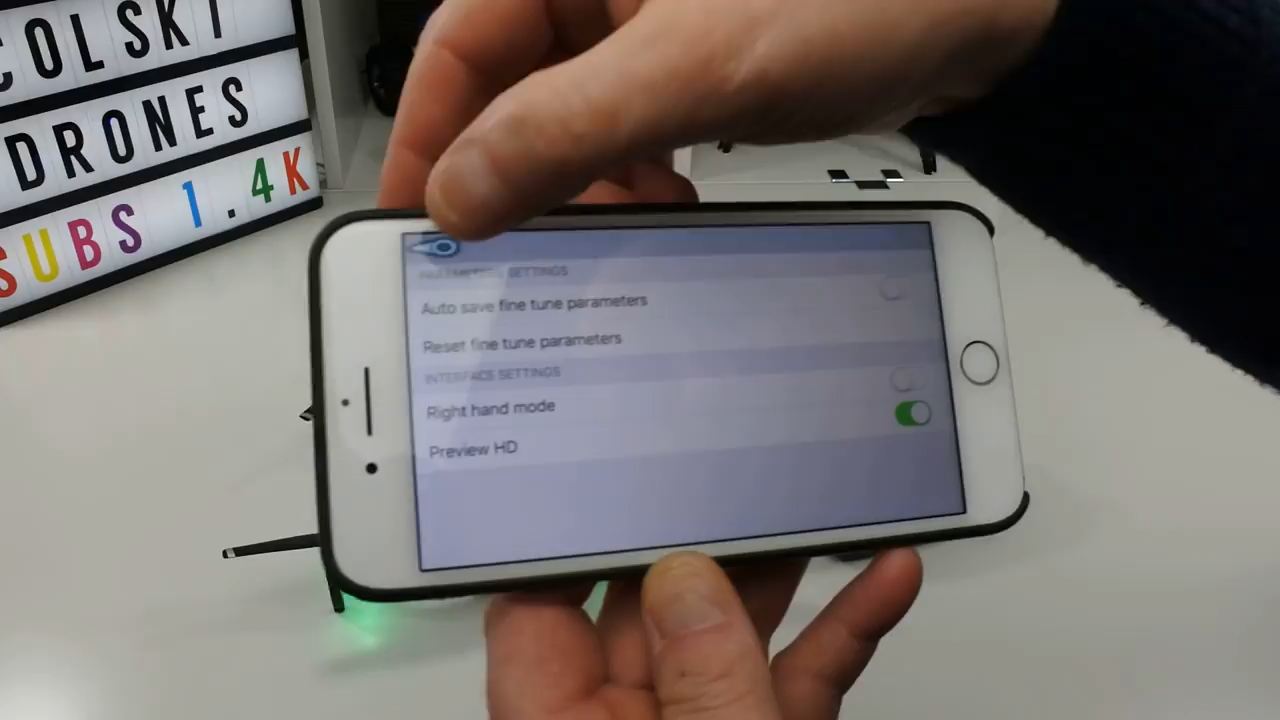 COLSKI
DRONES
SUBS 1.4K
PARAMETERS SETTINGS
Auto save fine tune parameters
Reset fine tune parameters
INTERFACE SETTINGS
Right hand mode
Preview HD